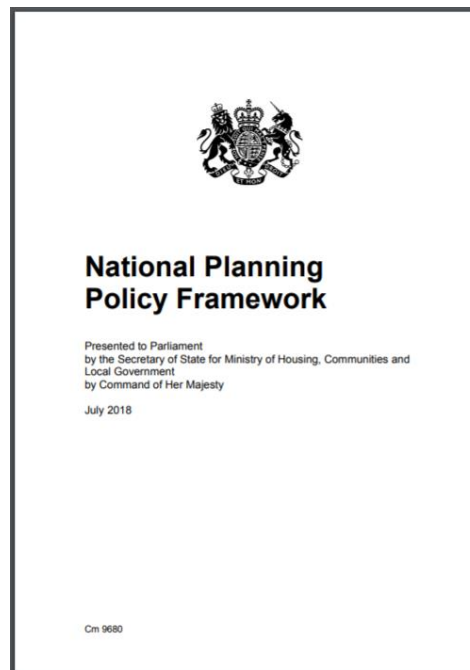 National Planning
Policy Framework
Presented to Parliament
by the Secretary of State for Ministry of Housing, Communities and
Local Government
by Command of Her Majesty
July 2018
Cm 9680